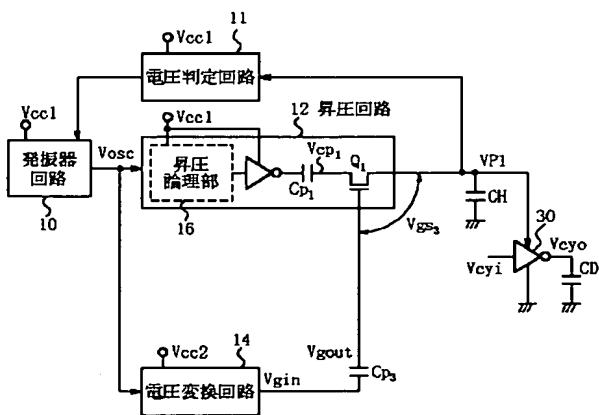 11
Vcc1
電圧判定回路
Vcc1
発振器
回路
10
Vosc
Vcc1
12 昇圧回路
昇圧
論理部
16
Vcp1
Cp1
Q1
VP1
CH
Vgs3
30
Vcyi
Vcyo
CD
Vcc2
14
電圧変換回路
Vgin
Vgout
Cp3